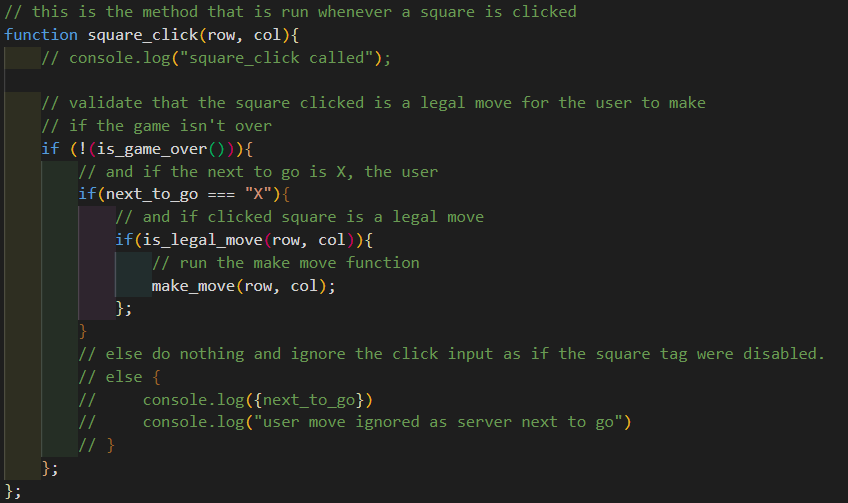 // this is the method that is run whenever a square is clicked
function square_click(row, col){
    // console.log("square_click called");

    // validate that the square clicked is a legal move for the user to make
    // if the game isn't over
    if (!(is_game_over())){
        // and if the next to go is X, the user
        if(next_to_go === "X"){
            // and if clicked square is a legal move
            if(is_legal_move(row, col)){
                // run the make move function
                make_move(row, col);
            };
        }
        // else do nothing and ignore the click input as if the square tag were disabled.
        // else {
        //     console.log({next_to_go})
        //     console.log("user move ignored as server next to go")
        // }
    };
};